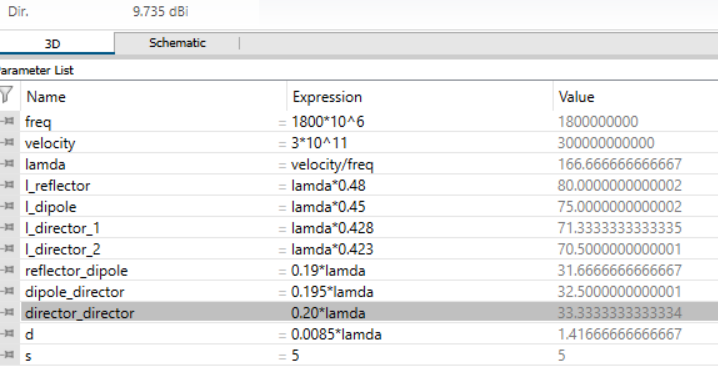 Dir. 9.735 dBi
3D Schematic
Parameter List
Name Expression Value
freq = 1800*10^6 1800000000
velocity = 3*10^11 300000000000
lamda = velocity/freq 166.666666666667
l_reflector = lamda*0.48 80.0000000000002
l_dipole = lamda*0.45 75.0000000000002
l_director_1 = lamda*0.428 71.3333333333335
l_director_2 = lamda*0.423 70.5000000000001
reflector_dipole = 0.19*lamda 31.6666666666667
dipole_director = 0.195*lamda 32.5000000000001
director_director = 0.20*lamda 33.3333333333334
d = 0.0085*lamda 1.41666666666667
s = 5 5